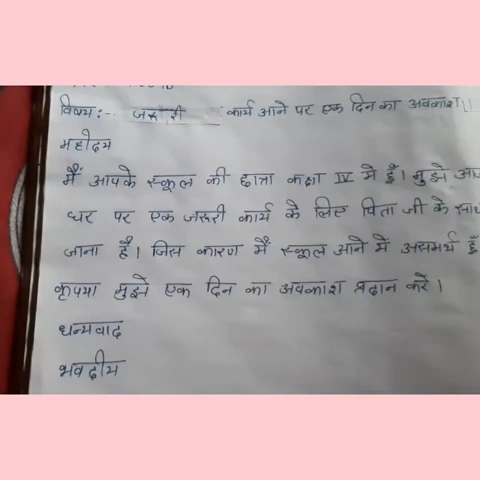 विषय:- जरूरी कार्य आने पर एक दिन का अवकाश।
महोदय
मैं आपके स्कूल की छात्रा कक्षा IV में हूँ। मुझे
घर पर एक जरूरी कार्य के लिए पिता जी के साथ
जाना है। जिस कारण मैं स्कूल आने में असमर्थ हूँ
कृपया मुझे एक दिन का अवकाश प्रदान करें।
धन्यवाद
भवदीय